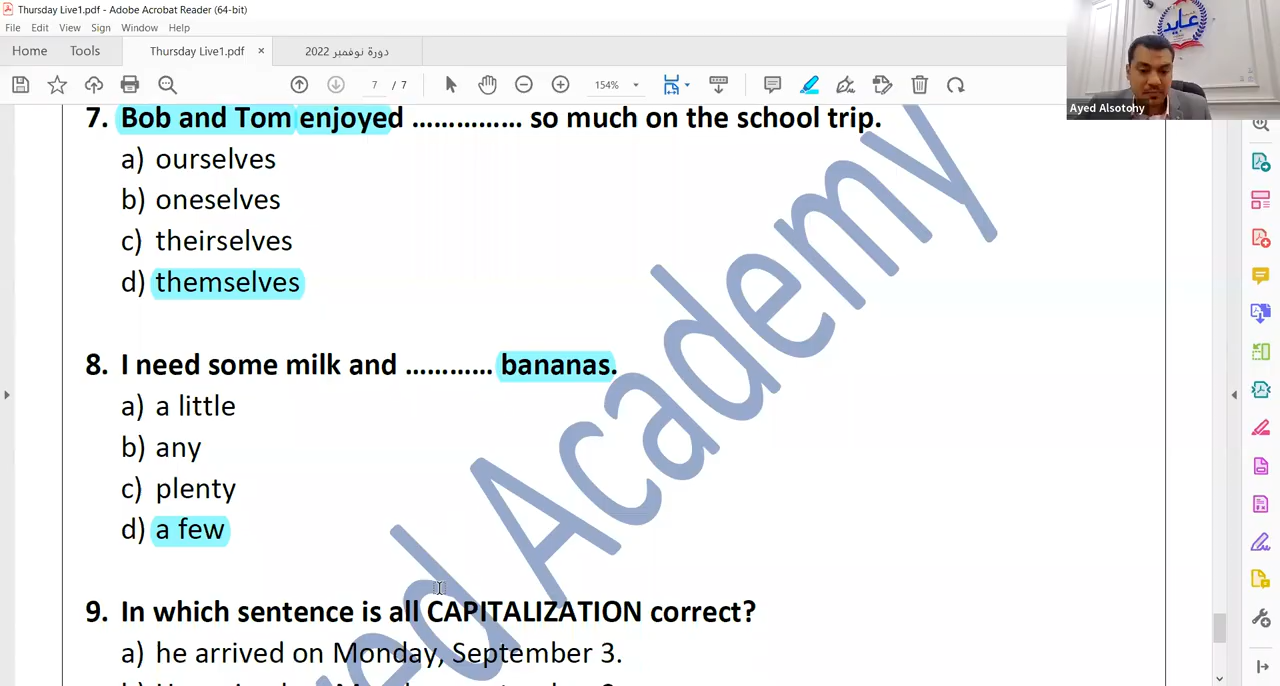 Thursday Live1.pdf - Adobe Acrobat Reader (64-bit)
File Edit View Sign Window Help
Home Tools Thursday Live1.pdf × دورة نوفمبر 2022
7 / 7 154%
عايد
Ayed Alsotohy
7. Bob and Tom enjoyed ............... so much on the school trip.
a) ourselves
b) oneselves
c) theirselves
d) themselves
8. I need some milk and ............ bananas.
a) a little
b) any
c) plenty
d) a few
9. In which sentence is all CAPITALIZATION correct?
a) he arrived on Monday, September 3.
ed Academy